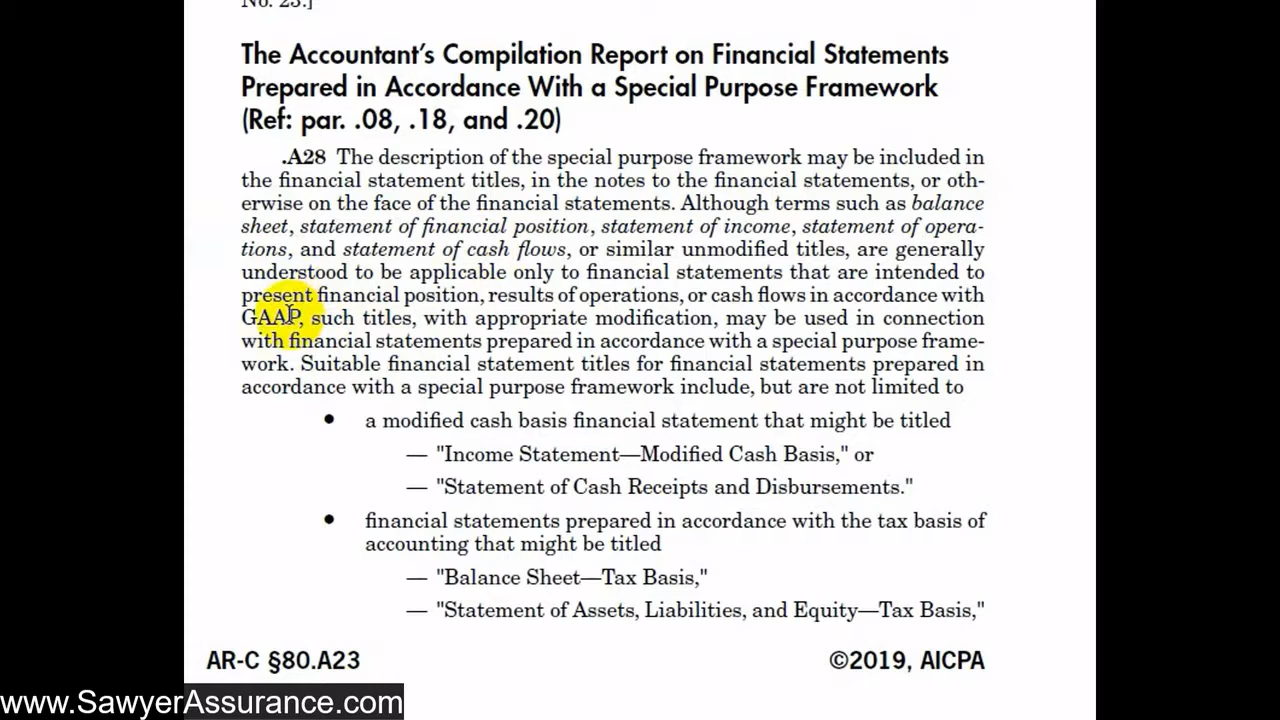 No. 23.]
The Accountant's Compilation Report on Financial Statements
Prepared in Accordance With a Special Purpose Framework
(Ref: par. .08, .18, and .20)
.A28 The description of the special purpose framework may be included in
the financial statement titles, in the notes to the financial statements, or oth-
erwise on the face of the financial statements. Although terms such as balance
sheet, statement of financial position, statement of income, statement of opera-
tions, and statement of cash flows, or similar unmodified titles, are generally
understood to be applicable only to financial statements that are intended to
present financial position, results of operations, or cash flows in accordance with
GAAP, such titles, with appropriate modification, may be used in connection
with financial statements prepared in accordance with a special purpose frame-
work. Suitable financial statement titles for financial statements prepared in
accordance with a special purpose framework include, but are not limited to
• a modified cash basis financial statement that might be titled
— "Income Statement—Modified Cash Basis," or
— "Statement of Cash Receipts and Disbursements."
• financial statements prepared in accordance with the tax basis of
accounting that might be titled
— "Balance Sheet—Tax Basis,"
— "Statement of Assets, Liabilities, and Equity—Tax Basis,"
AR-C §80.A23 ©2019, AICPA
www.SawyerAssurance.com